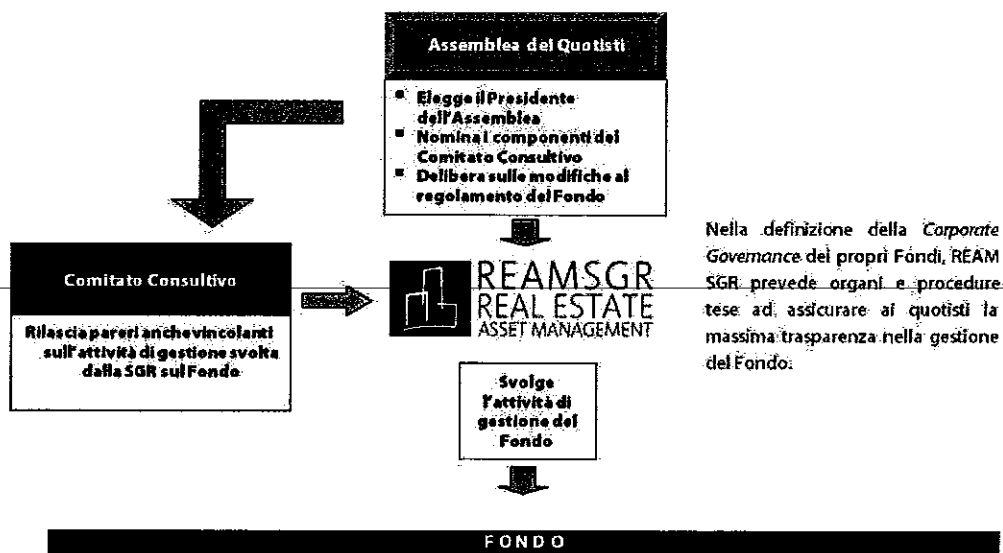 Assemblea dei Quotisti
▪ Elegge il Presidente
dell'Assemblea
▪ Nomina i componenti del
Comitato Consultivo
▪ Delibera sulle modifiche al
regolamento del Fondo
Comitato Consultivo
Rilascia pareri anche vincolanti
sull'attività di gestione svolta
dalla SGR sul Fondo
REAMSGR
REAL ESTATE
ASSET MANAGEMENT
Svolge
l'attività di
gestione del
Fondo
Nella definizione della Corporate
Governance dei propri Fondi, REAM
SGR prevede organi e procedure
tese ad assicurare ai quotisti la
massima trasparenza nella gestione
del Fondo.
FONDO